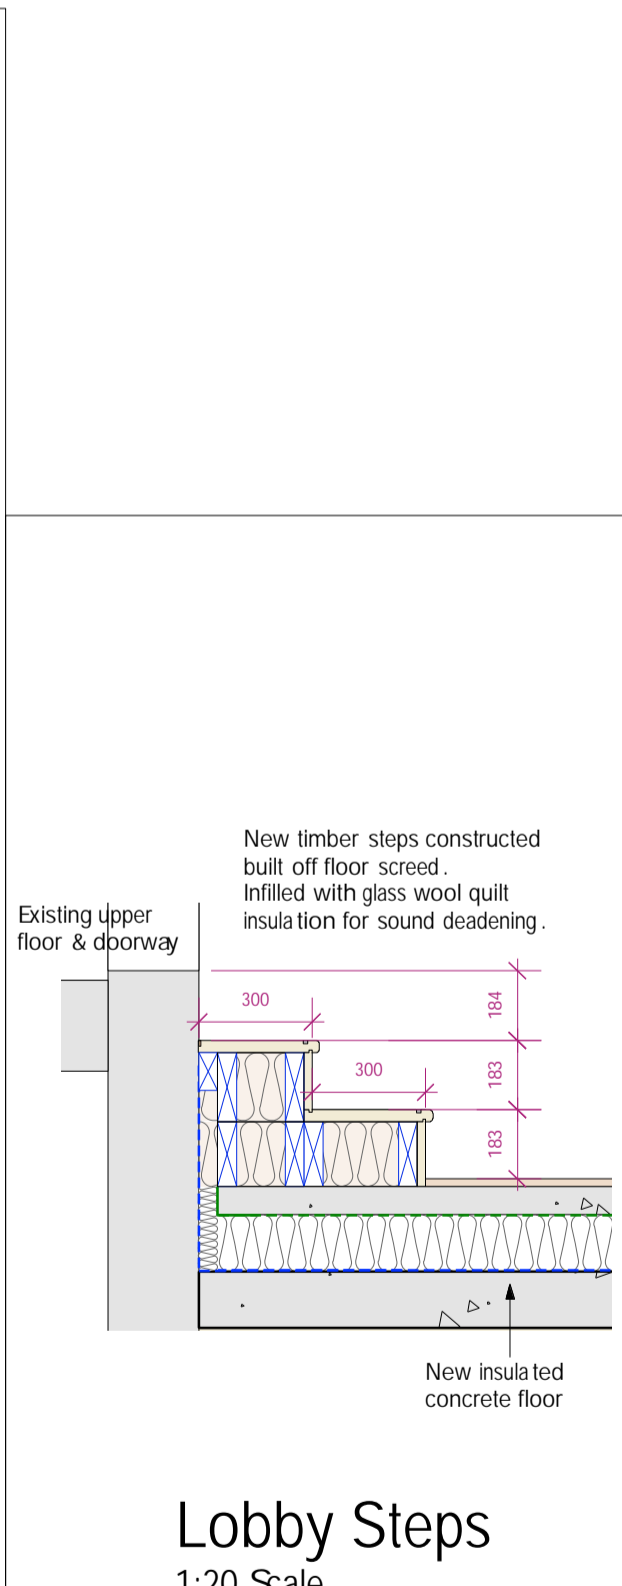 New timber steps constructed
built off floor screed.
Infilled with glass wool quilt
insulation for sound deadening.
Existing upper
floor & doorway
184
300
183
300
183
New insulated
concrete floor
Lobby Steps
1:20 Scale